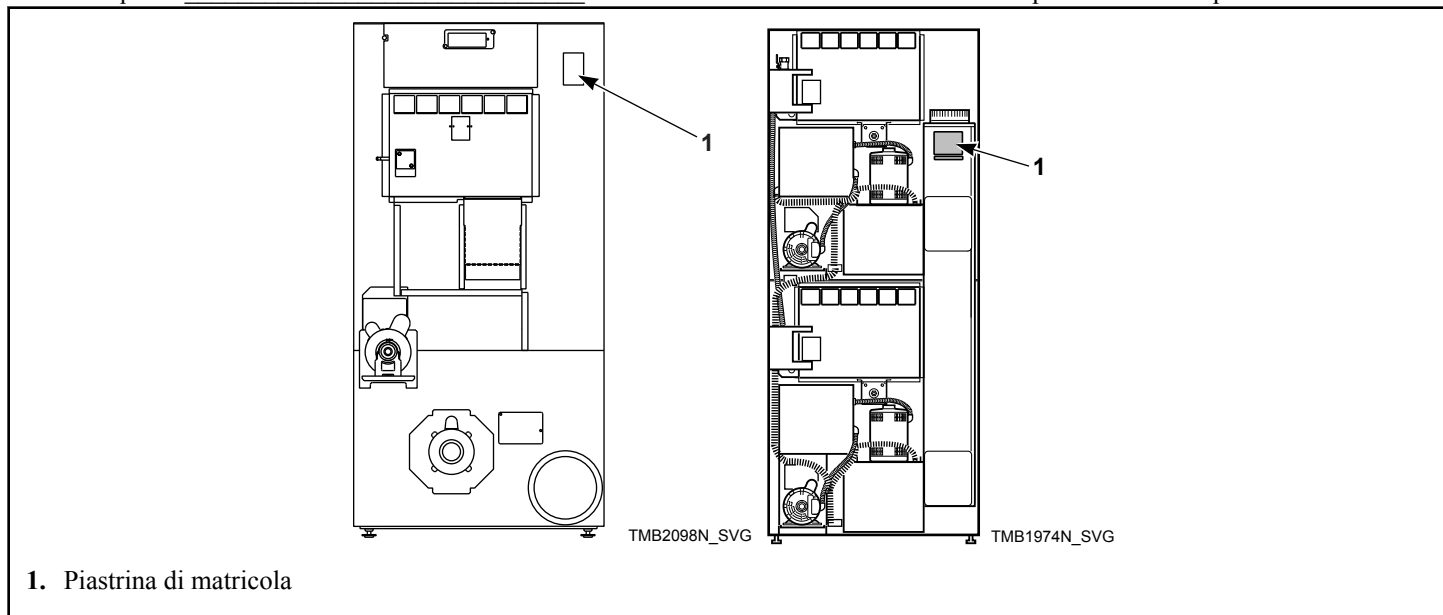 1
1
TMB2098N_SVG
TMB1974N_SVG
1. Piastrina di matricola